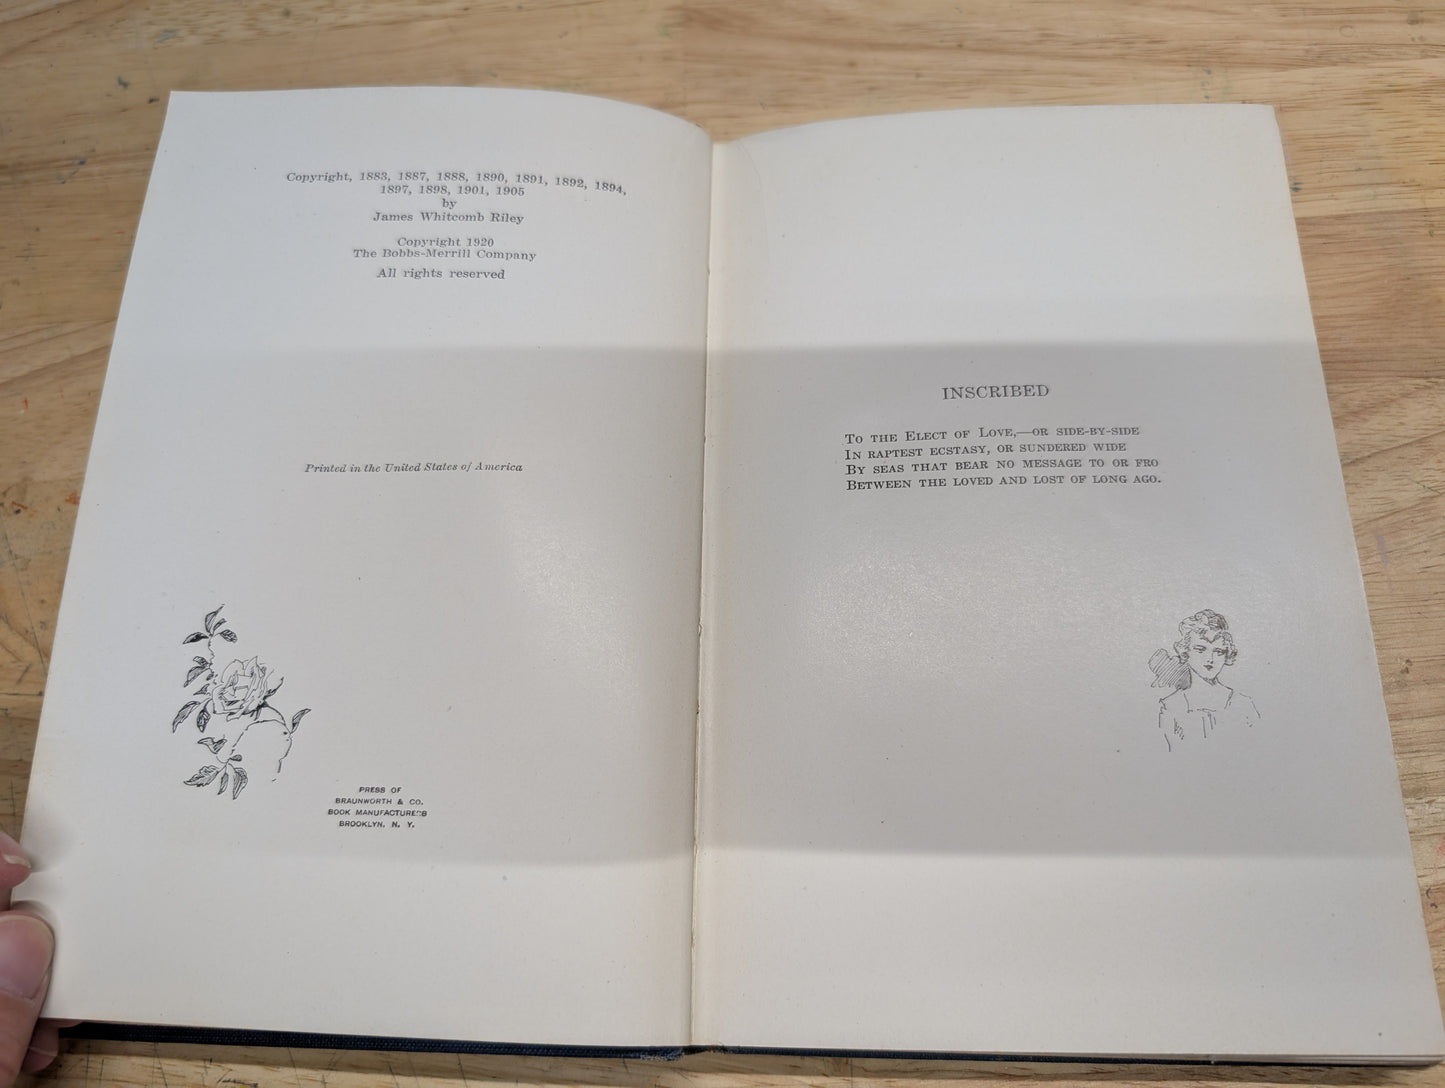 Copyright, 1883, 1887, 1888, 1890, 1891, 1892, 1894,
1897, 1898, 1901, 1905
by
James Whitcomb Riley
Copyright 1920
The Bobbs-Merrill Company
All rights reserved
Printed in the United States of America
PRESS OF
BRAUNWORTH & CO.
BOOK MANUFACTURERS
BROOKLYN, N. Y.
INSCRIBED
To the Elect of Love,—or side-by-side
In raptest ecstasy, or sundered wide
By seas that bear no message to or fro
Between the loved and lost of long ago.